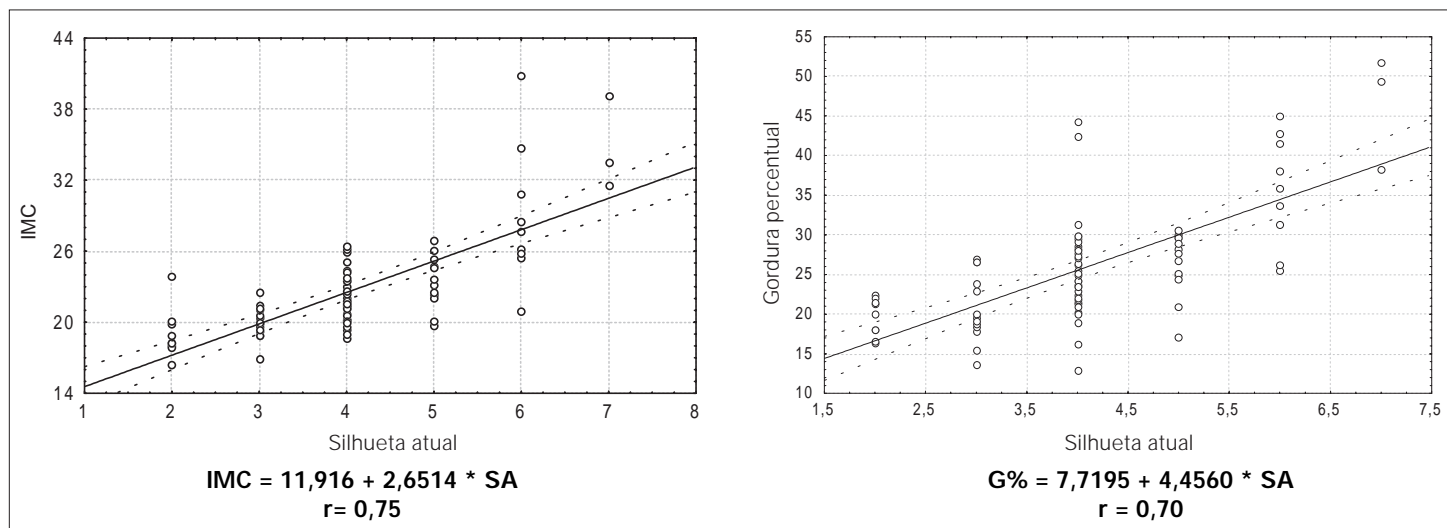 44
38
32
26
20
14
IMC
1 2 3 4 5 6 7 8
Silhueta atual
IMC = 11,916 + 2,6514 * SA
r= 0,75
55
50
45
40
35
30
25
20
15
10
Gordura percentual
1,5 2,5 3,5 4,5 5,5 6,5 7,5
Silhueta atual
G% = 7,7195 + 4,4560 * SA
r = 0,70